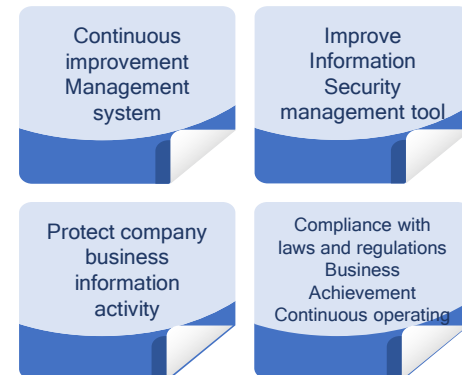 Continuous
improvement
Management
system
Improve
Information
Security
management tool
Protect company
business
information
activity
Compliance with
laws and regulations
Business
Achievement
Continuous operating